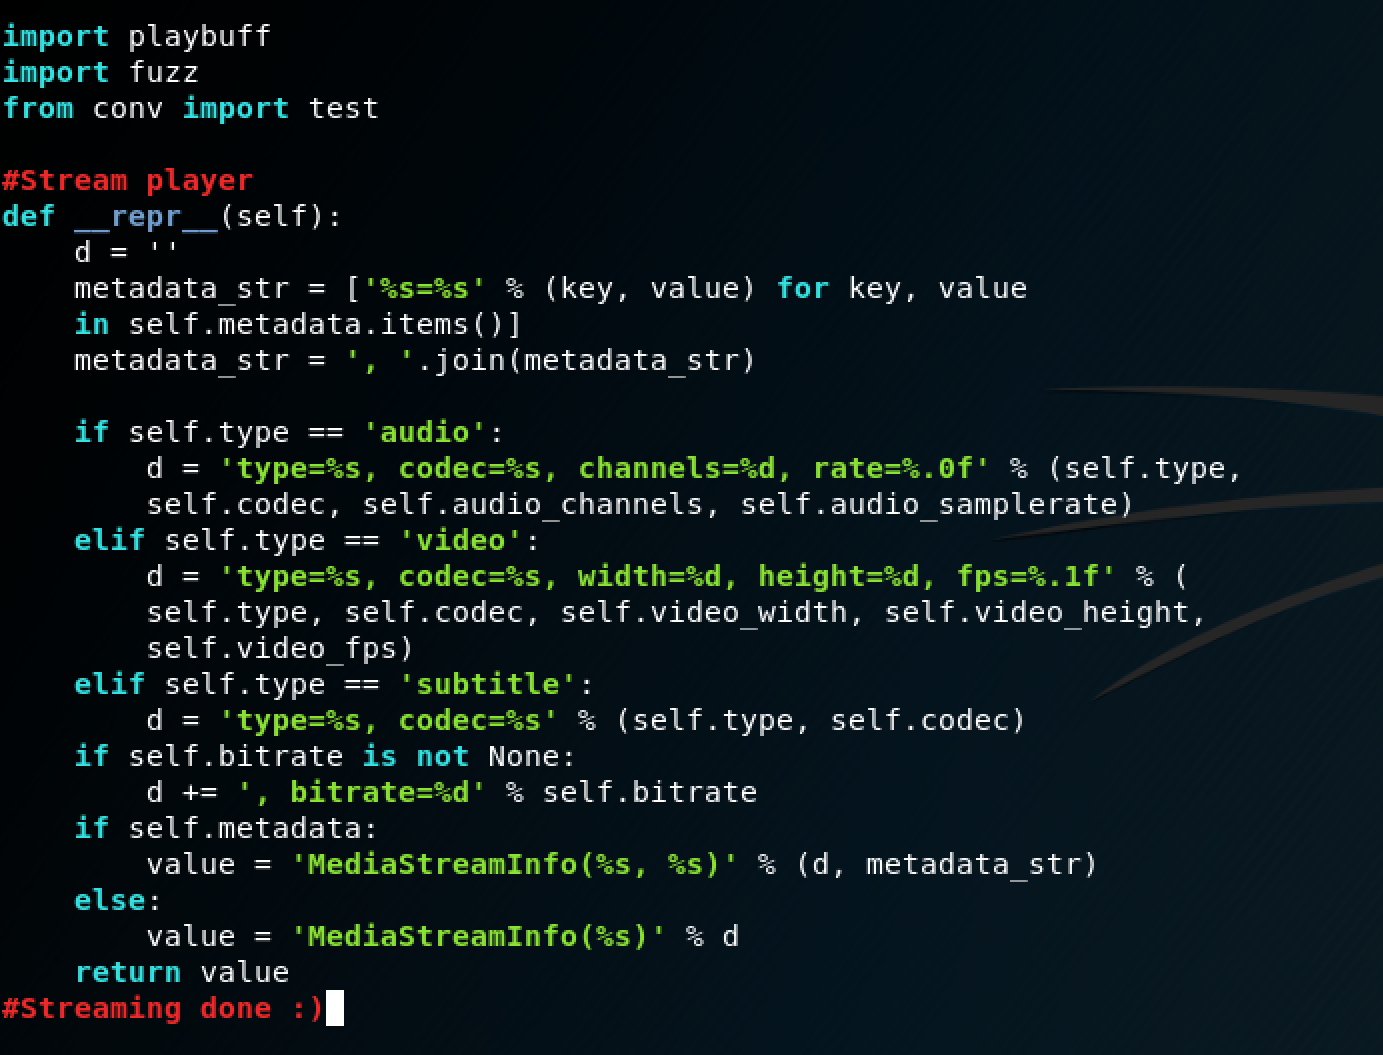 import playbuff
import fuzz
from conv import test

#Stream player
def __repr__(self):
    d = ''
    metadata_str = ['%s=%s' % (key, value) for key, value
    in self.metadata.items()]
    metadata_str = ', '.join(metadata_str)

    if self.type == 'audio':
        d = 'type=%s, codec=%s, channels=%d, rate=%.0f' % (self.type,
        self.codec, self.audio_channels, self.audio_samplerate)
    elif self.type == 'video':
        d = 'type=%s, codec=%s, width=%d, height=%d, fps=%.1f' % (
        self.type, self.codec, self.video_width, self.video_height,
        self.video_fps)
    elif self.type == 'subtitle':
        d = 'type=%s, codec=%s' % (self.type, self.codec)
    if self.bitrate is not None:
        d += ', bitrate=%d' % self.bitrate
    if self.metadata:
        value = 'MediaStreamInfo(%s, %s)' % (d, metadata_str)
    else:
        value = 'MediaStreamInfo(%s)' % d
    return value
#Streaming done :)